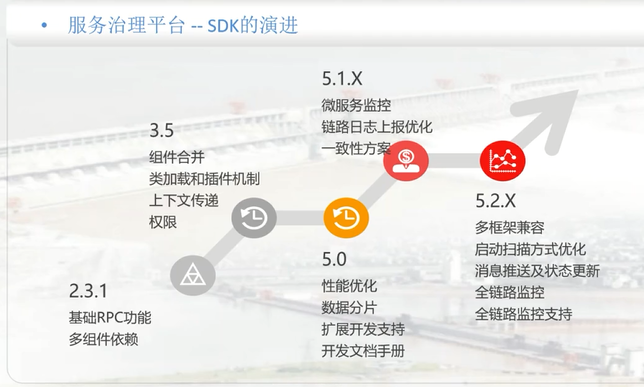 • 服务治理平台 -- SDK的演进
5.1.X
微服务监控
链路日志上报优化
一致性方案
3.5
组件合并
类加载和插件机制
上下文传递
权限
5.2.X
多框架兼容
启动扫描方式优化
消息推送及状态更新
全链路监控
全链路监控支持
5.0
性能优化
数据分片
扩展开发支持
开发文档手册
2.3.1
基础RPC功能
多组件依赖